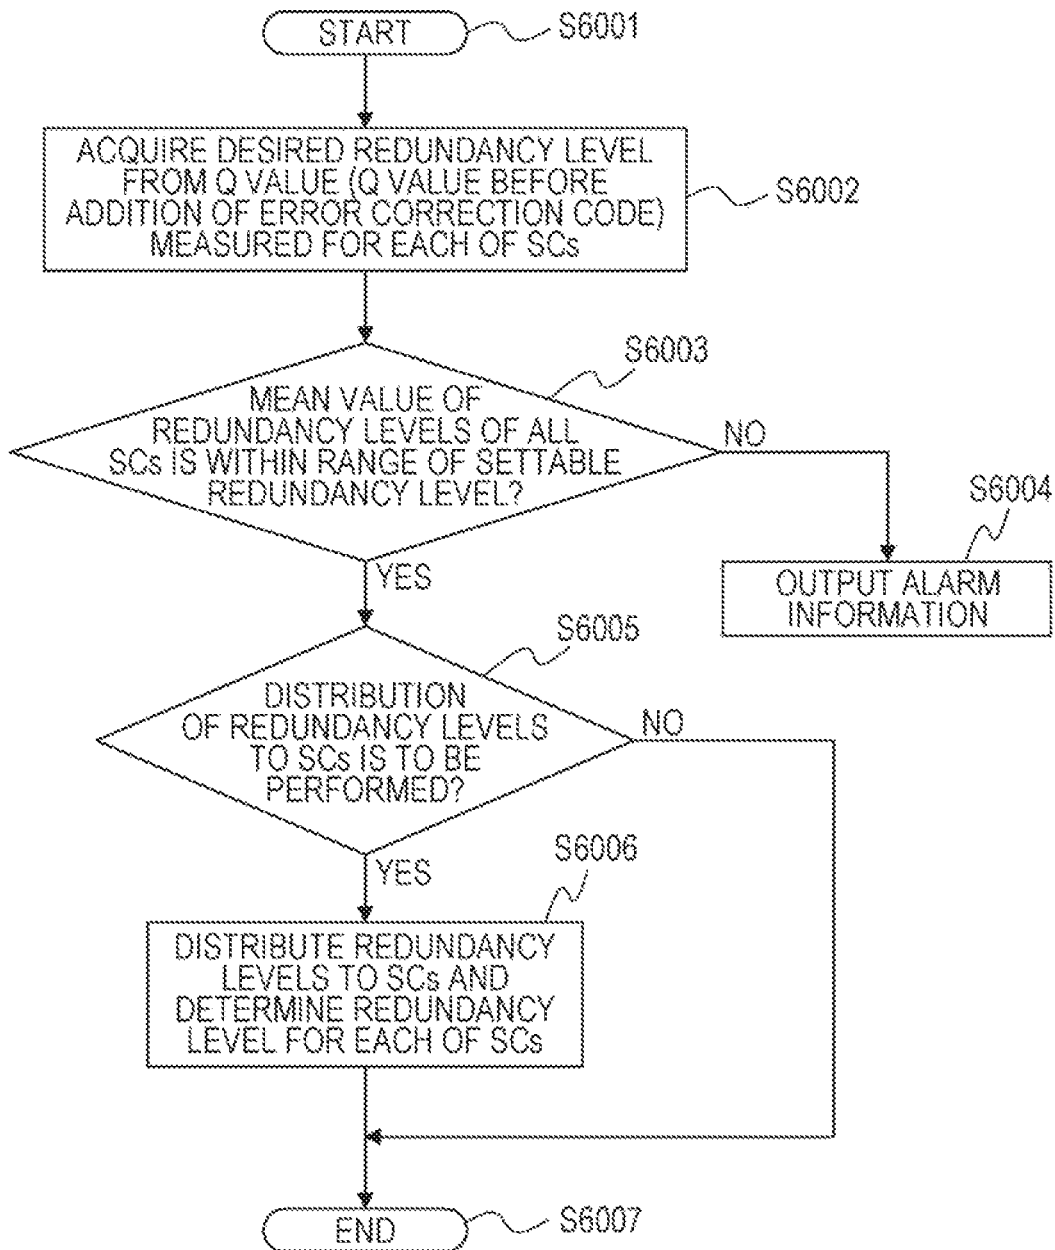 START
S6001
ACQUIRE DESIRED REDUNDANCY LEVEL
FROM Q VALUE (Q VALUE BEFORE
ADDITION OF ERROR CORRECTION CODE)
MEASURED FOR EACH OF SCs
S6002
S6003
MEAN VALUE OF
REDUNDANCY LEVELS OF ALL
SCs IS WITHIN RANGE OF SETTABLE
REDUNDANCY LEVEL?
NO
S6004
OUTPUT ALARM
INFORMATION
YES
S6005
DISTRIBUTION
OF REDUNDANCY LEVELS
TO SCs IS TO BE
PERFORMED?
NO
YES
S6006
DISTRIBUTE REDUNDANCY
LEVELS TO SCs AND
DETERMINE REDUNDANCY
LEVEL FOR EACH OF SCs
END
S6007